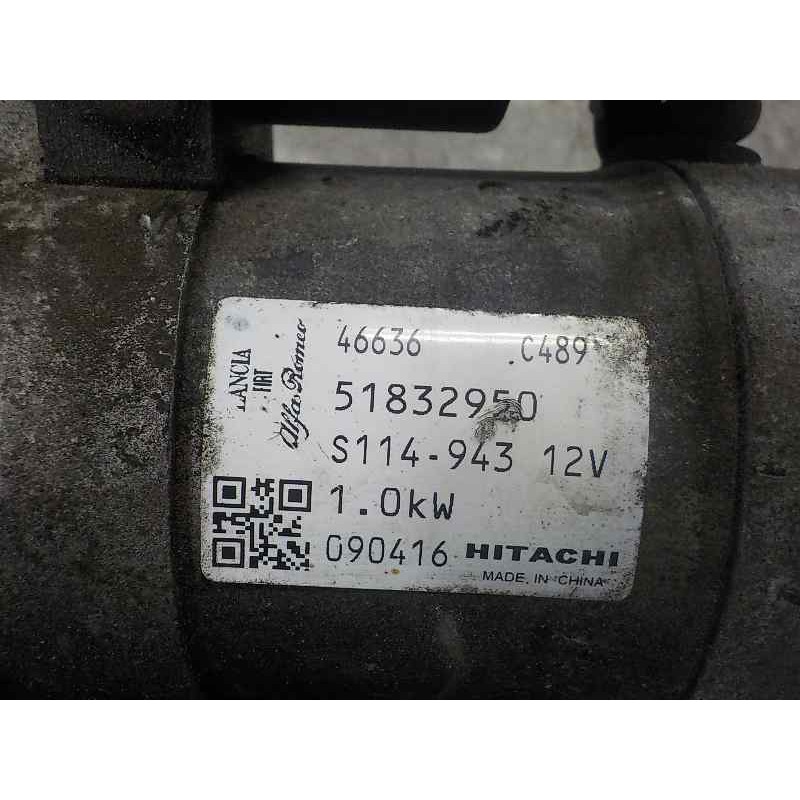 46636 C489
51832950
S114-943 12V
1.0kW
090416 HITACHI
MADE IN CHINA
LANCIA
FIAT
Alfa Romeo